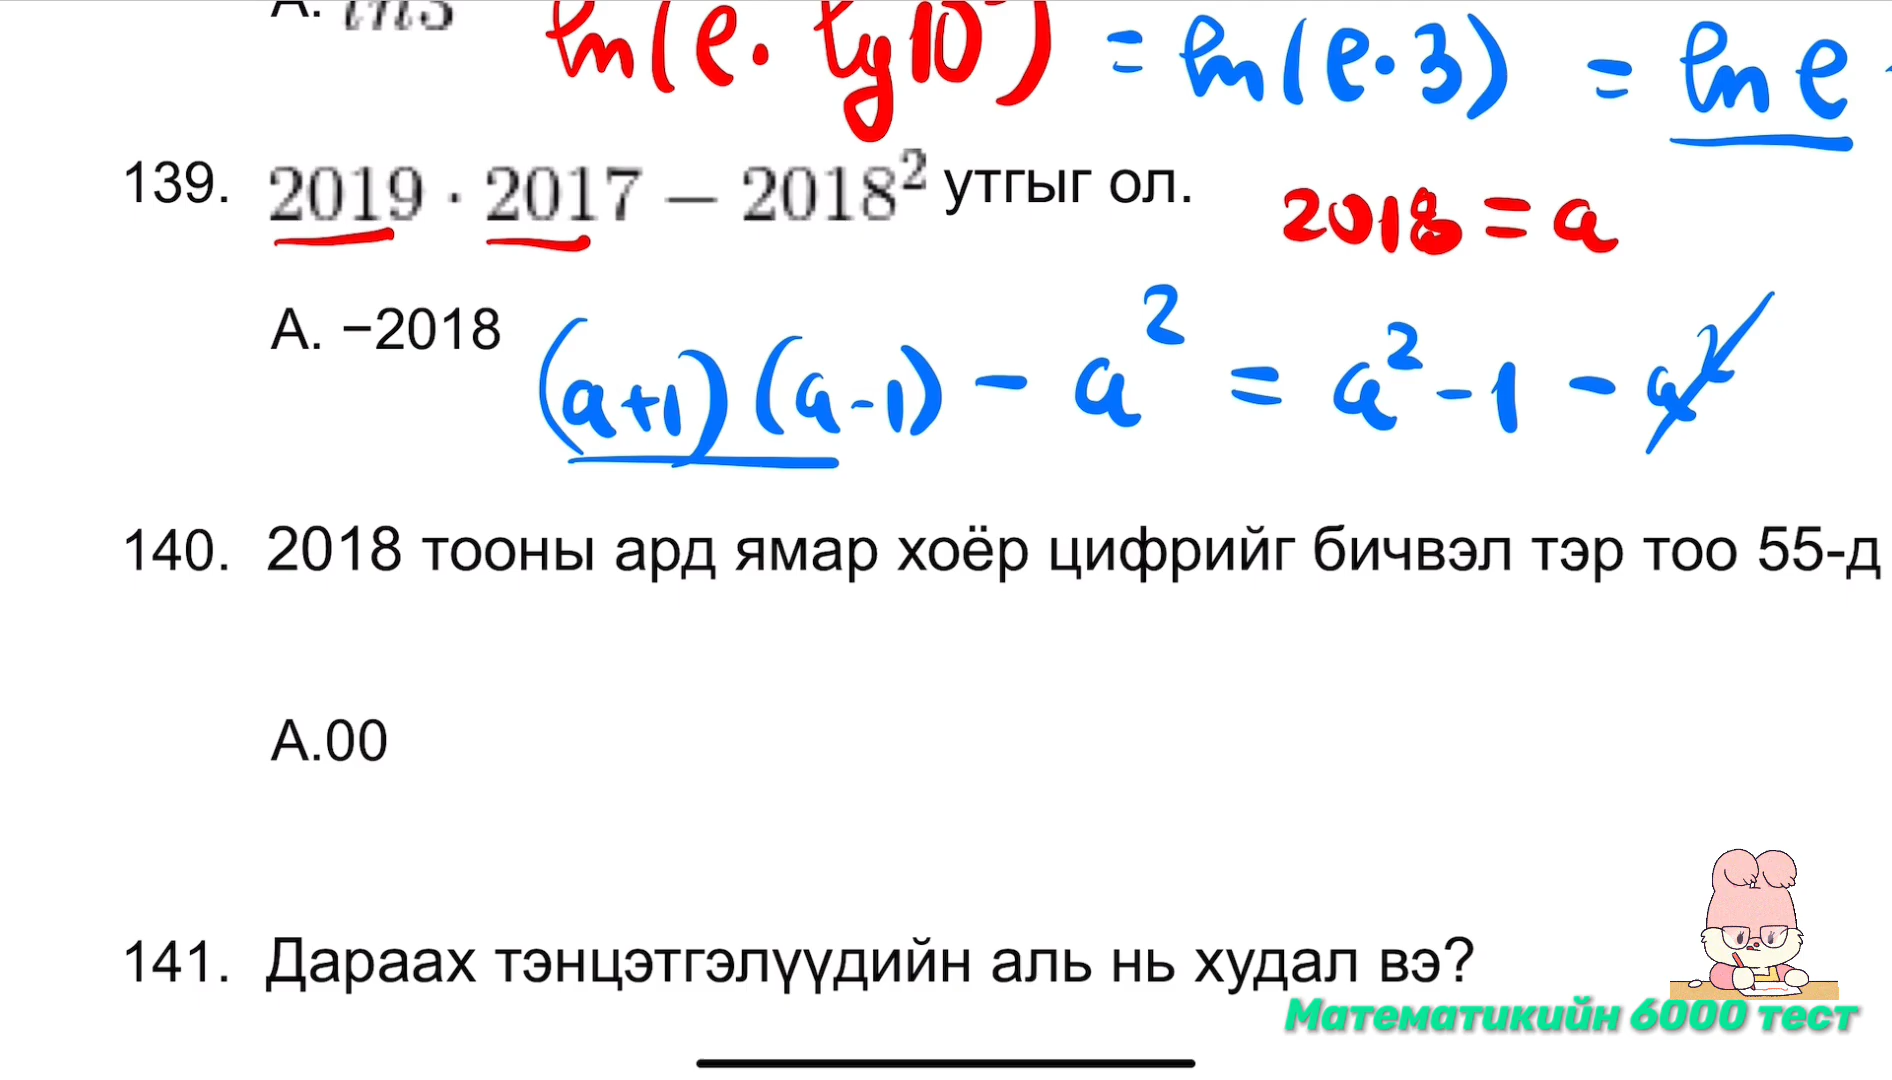 A. ln3 ln(e · lg10 ) = ln(e·3) = ln e
139. 2019 · 2017 − 2018² утгыг ол. 2018 = a
A. −2018 (a+1)(a-1) - a² = a² - 1 - a²
140. 2018 тооны ард ямар хоёр цифрийг бичвэл тэр тоо 55-д
A.00
141. Дараах тэнцэтгэлүүдийн аль нь худал вэ?
Математикийн 6000 тест